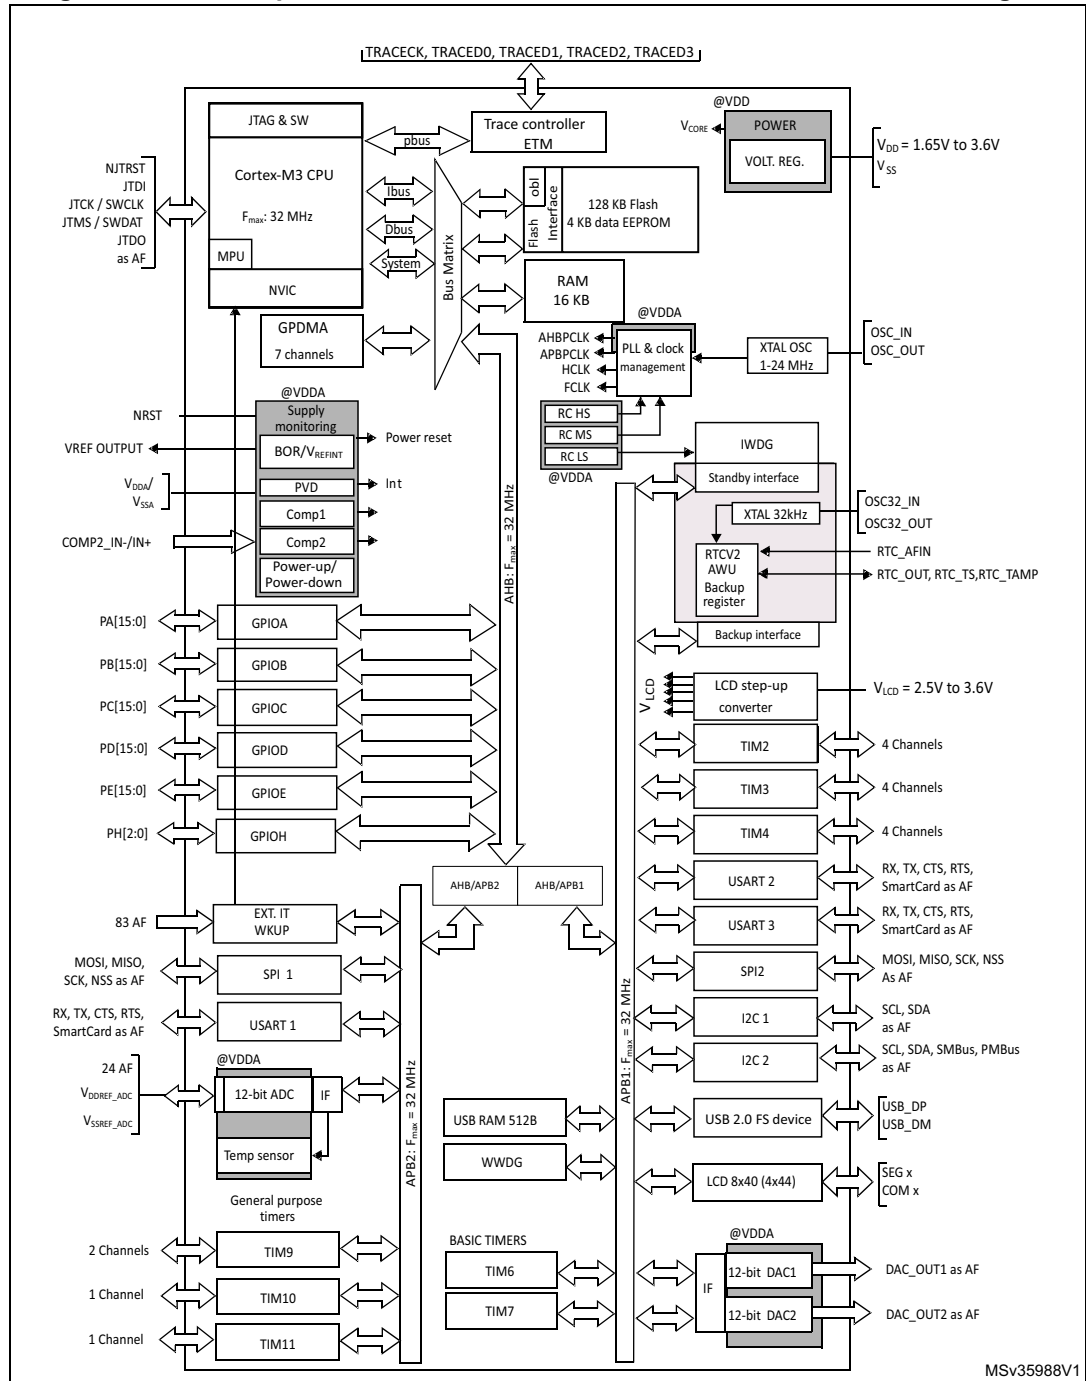 TRACECK, TRACED0, TRACED1, TRACED2, TRACED3
JTAG & SW
Cortex-M3 CPU
Fmax: 32 MHz
MPU
NVIC
NJTRST
JTDI
JTCK / SWCLK
JTMS / SWDAT
JTDO
as AF
pbus
Ibus
Dbus
System
Trace controller
ETM
Bus Matrix
obl
Flash
Interface
128 KB Flash
4 KB data EEPROM
RAM
16 KB
@VDD
VCORE
POWER
VOLT. REG.
VDD = 1.65V to 3.6V
VSS
GPDMA
7 channels
@VDDA
AHBPCLK
APBPCLK
HCLK
FCLK
PLL & clock
management
XTAL OSC
1-24 MHz
OSC_IN
OSC_OUT
RC HS
RC MS
RC LS
@VDDA
IWDG
Standby interface
XTAL 32kHz
OSC32_IN
OSC32_OUT
RTCV2
AWU
Backup
register
RTC_AFIN
RTC_OUT, RTC_TS,RTC_TAMP
Backup interface
@VDDA
Supply
monitoring
NRST
VREF OUTPUT
BOR/VREFINT
Power reset
VDDA/
VSSA
PVD
Int
Comp1
COMP2_IN-/IN+
Comp2
Power-up/
Power-down
AHB: Fmax = 32 MHz
PA[15:0]
GPIOA
PB[15:0]
GPIOB
PC[15:0]
GPIOC
PD[15:0]
GPIOD
PE[15:0]
GPIOE
PH[2:0]
GPIOH
VLCD
LCD step-up
converter
VLCD = 2.5V to 3.6V
TIM2
4 Channels
TIM3
4 Channels
TIM4
4 Channels
AHB/APB2
AHB/APB1
USART 2
RX, TX, CTS, RTS,
SmartCard as AF
USART 3
RX, TX, CTS, RTS,
SmartCard as AF
SPI2
MOSI, MISO, SCK, NSS
As AF
I2C 1
SCL, SDA
as AF
I2C 2
SCL, SDA, SMBus, PMBus
as AF
83 AF
EXT. IT
WKUP
MOSI, MISO,
SCK, NSS as AF
SPI 1
RX, TX, CTS, RTS,
SmartCard as AF
USART 1
@VDDA
24 AF
VDDREF_ADC
VSSREF_ADC
12-bit ADC
IF
Temp sensor
APB2: Fmax = 32 MHz
APB1: Fmax = 32 MHz
USB RAM 512B
WWDG
USB 2.0 FS device
USB_DP
USB_DM
LCD 8x40 (4x44)
SEG x
COM x
General purpose
timers
2 Channels
TIM9
1 Channel
TIM10
1 Channel
TIM11
BASIC TIMERS
TIM6
TIM7
@VDDA
IF
12-bit DAC1
DAC_OUT1 as AF
12-bit DAC2
DAC_OUT2 as AF
MSv35988V1